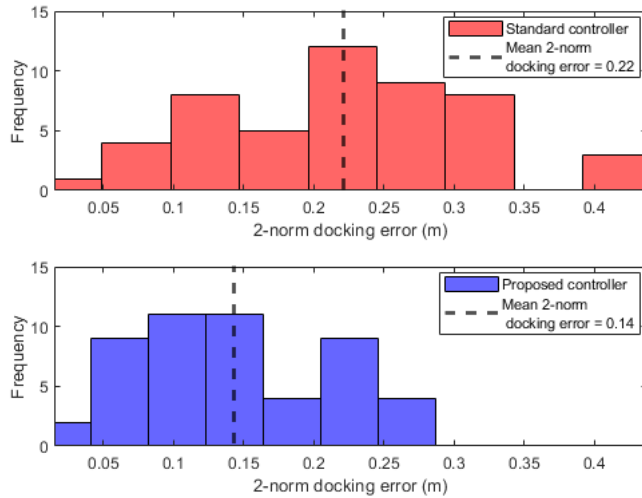 15
10
5
0
Frequency
Standard controller
Mean 2-norm
docking error = 0.22
0.05 0.1 0.15 0.2 0.25 0.3 0.35 0.4
2-norm docking error (m)
15
10
5
0
Frequency
Proposed controller
Mean 2-norm
docking error = 0.14
0.05 0.1 0.15 0.2 0.25 0.3 0.35 0.4
2-norm docking error (m)